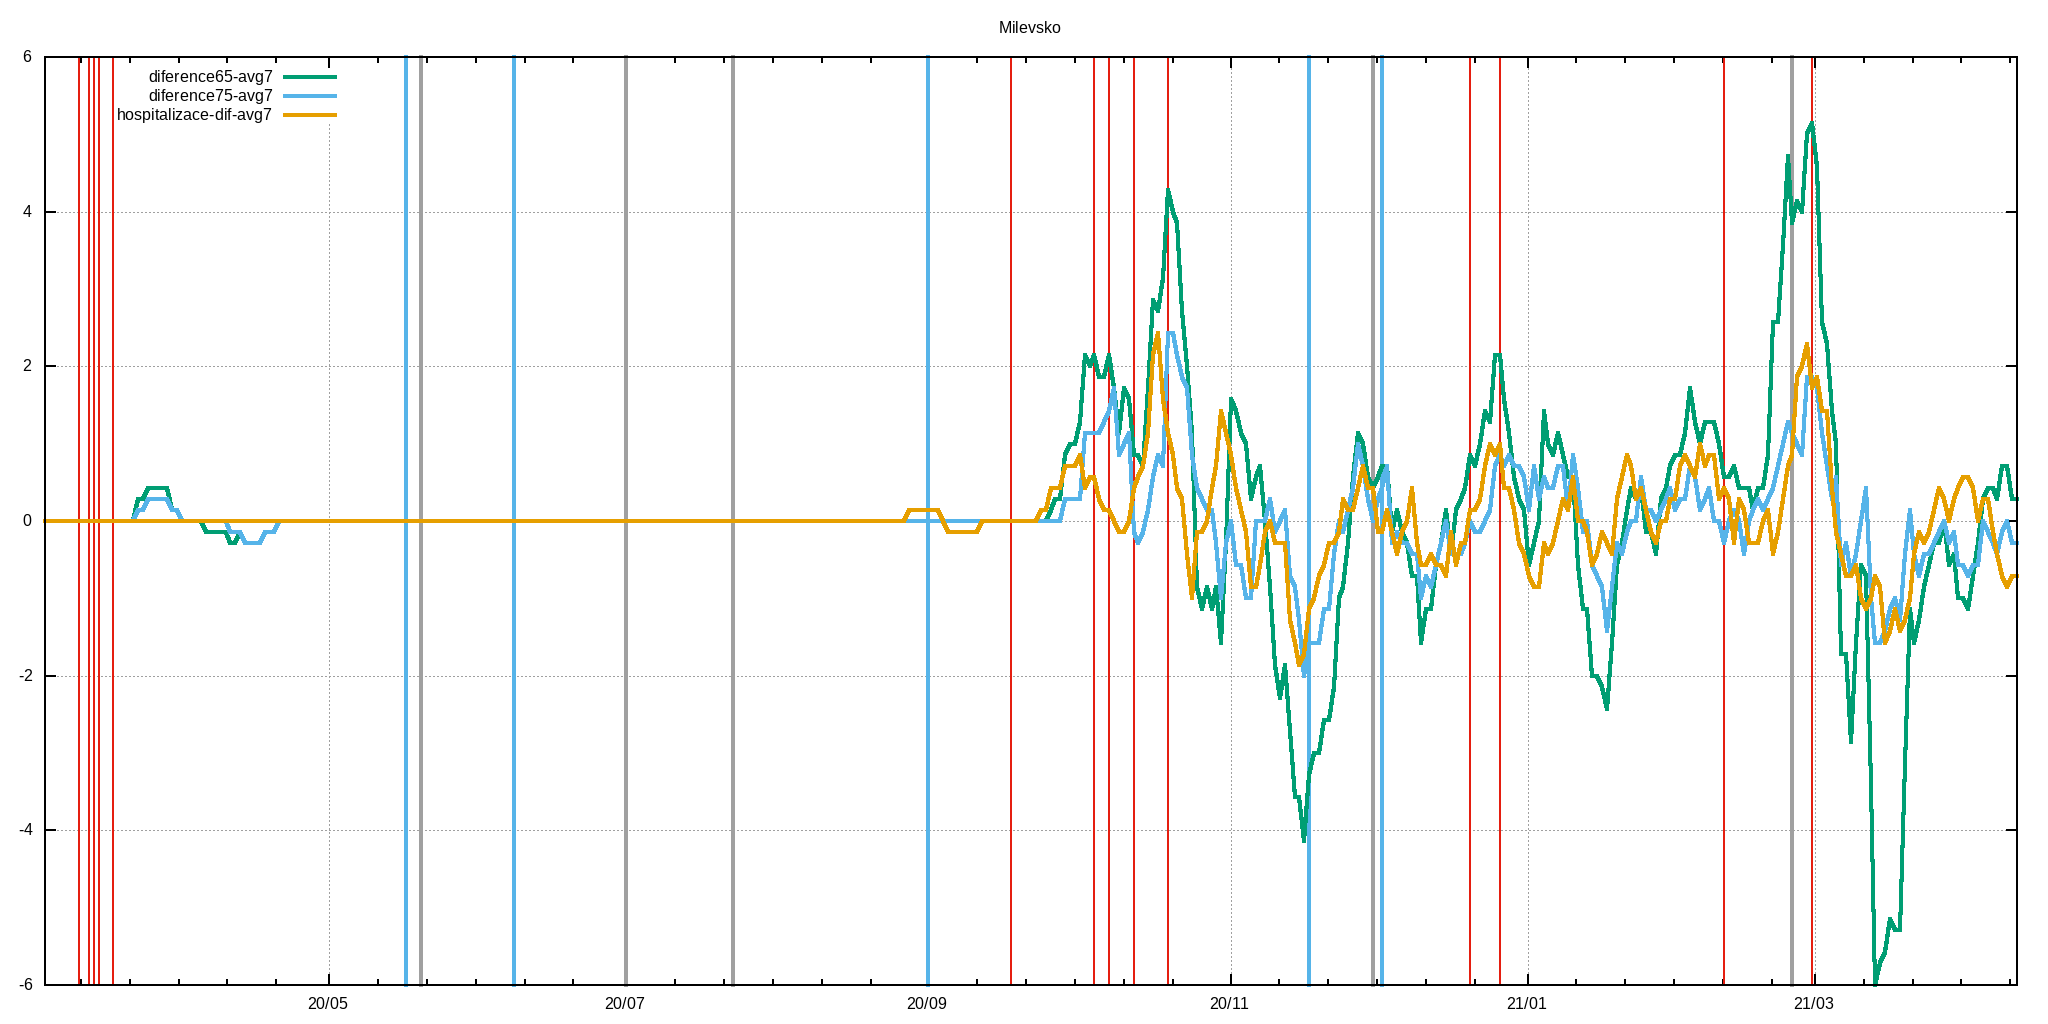 Milevsko
6
diference65-avg7
diference75-avg7
hospitalizace-dif-avg7
4
2
0
-2
-4
-6
20/05 20/07 20/09 20/11 21/01 21/03